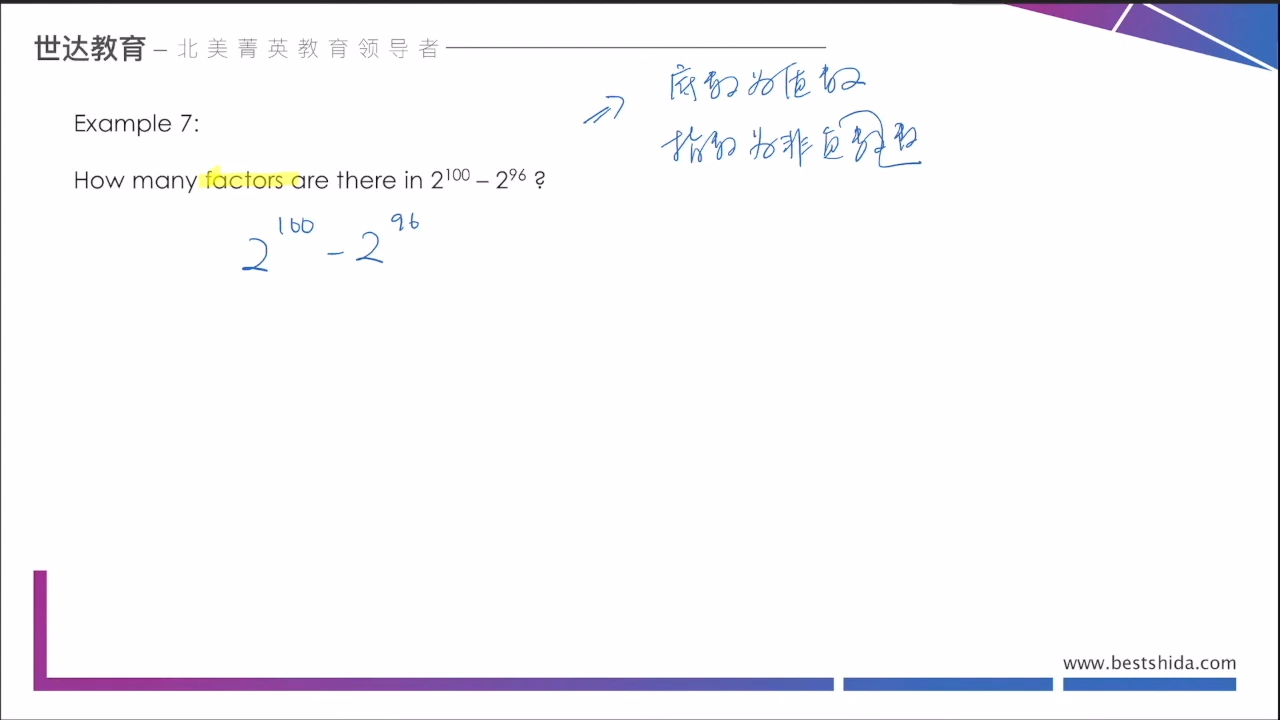 世达教育 – 北美菁英教育领导者
底数为质数
Example 7:
指数为非负整数
How many factors are there in 2¹⁰⁰ – 2⁹⁶ ?
2¹⁰⁰ - 2⁹⁶
www.bestshida.com